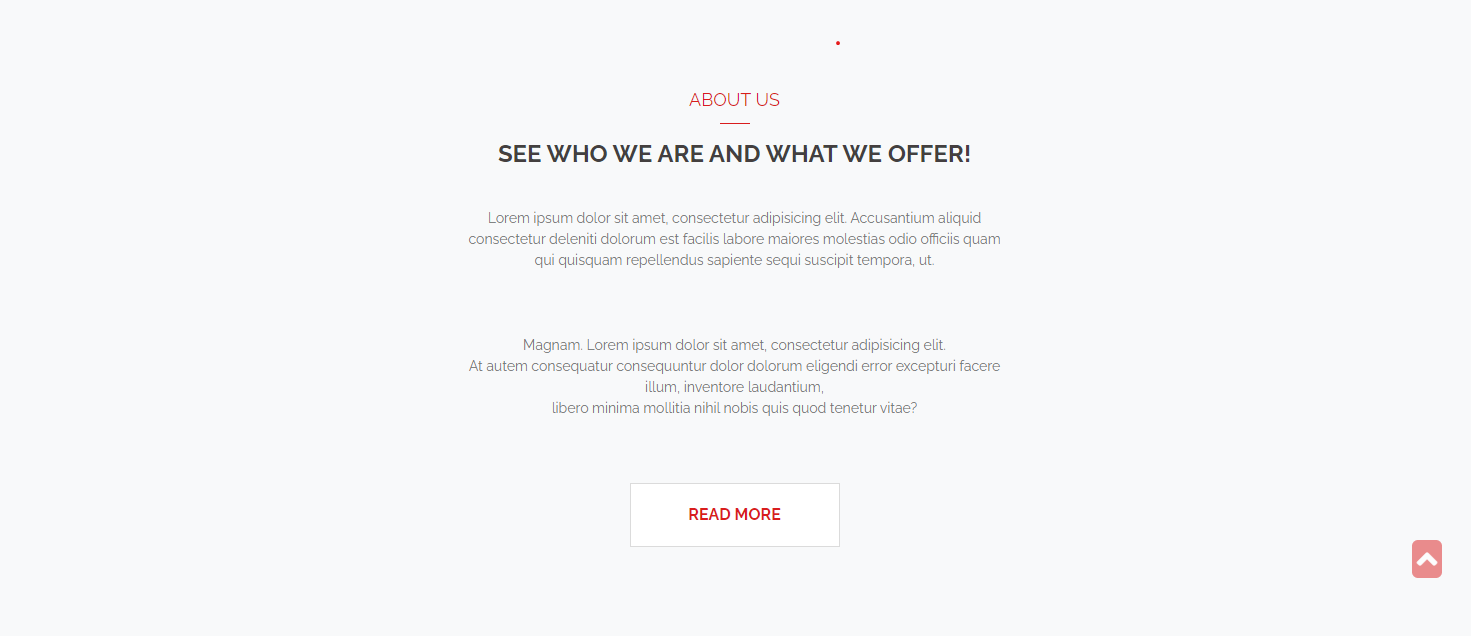 ABOUT US
SEE WHO WE ARE AND WHAT WE OFFER!
Lorem ipsum dolor sit amet, consectetur adipisicing elit. Accusantium aliquid
consectetur deleniti dolorum est facilis labore maiores molestias odio officiis quam
qui quisquam repellendus sapiente sequi suscipit tempora, ut.
Magnam. Lorem ipsum dolor sit amet, consectetur adipisicing elit.
At autem consequatur consequuntur dolor dolorum eligendi error excepturi facere
illum, inventore laudantium,
libero minima mollitia nihil nobis quis quod tenetur vitae?
READ MORE